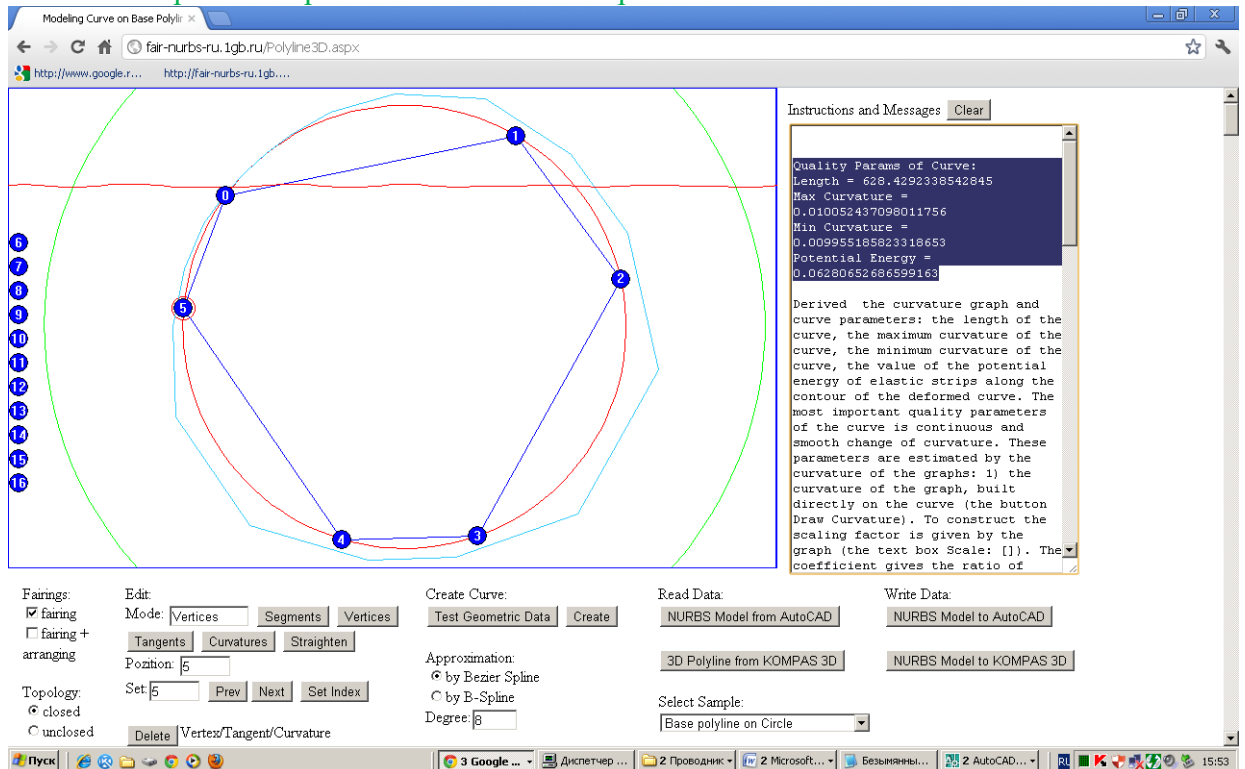 Modeling Curve on Base Polylin
fair-nurbs-ru.1gb.ru/Polyline3D.aspx
http://www.google.r... http://fair-nurbs-ru.1gb....
Instructions and Messages Clear
Quality Params of Curve:
Length = 628.4292338542845
Max Curvature =
0.010052437098011756
Min Curvature =
0.009955185823318653
Potential Energy =
0.06280652686599163
Derived the curvature graph and
curve parameters: the length of the
curve, the maximum curvature of the
curve, the minimum curvature of the
curve, the value of the potential
energy of elastic strips along the
contour of the deformed curve. The
most important quality parameters
of the curve is continuous and
smooth change of curvature. These
parameters are estimated by the
curvature of the graphs: 1) the
curvature of the graph, built
directly on the curve (the button
Draw Curvature). To construct the
scaling factor is given by the
graph (the text box Scale: []). The
coefficient gives the ratio of
0
1
2
3
4
5
6
7
8
9
10
11
12
13
14
15
16
Fairings:
fairing
fairing +
arranging
Topology:
closed
unclosed
Edit:
Mode: Vertices Segments Vertices
Tangents Curvatures Straighten
Pozition: 5
Set: 5 Prev Next Set Index
Delete Vertex/Tangent/Curvature
Create Curve:
Test Geometric Data Create
Approximation:
by Bezier Spline
by B-Spline
Degree: 8
Read Data:
NURBS Model from AutoCAD
3D Polyline from KOMPAS 3D
Select Sample:
Base polyline on Circle
Write Data:
NURBS Model to AutoCAD
NURBS Model to KOMPAS 3D
Пуск 3 Google ... Диспетчер ... 2 Проводник 2 Microsoft... Безымянны... 2 AutoCAD... RU 15:53